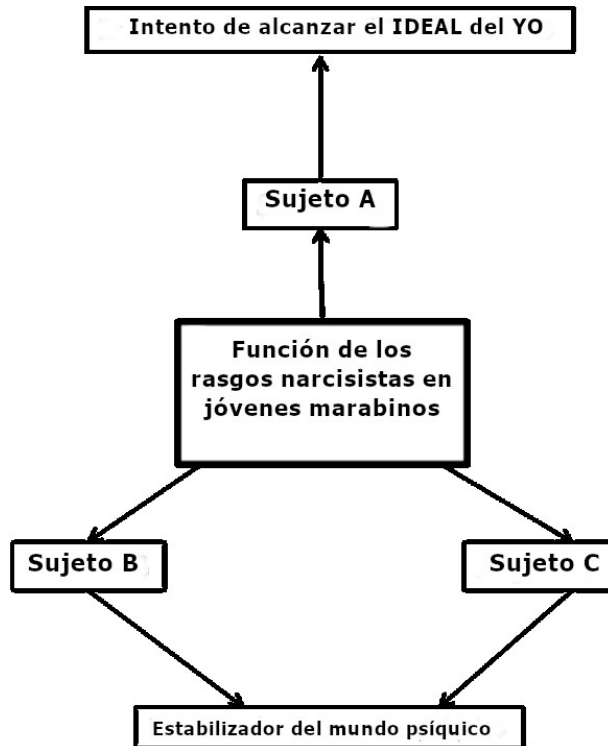 Intento de alcanzar el IDEAL del YO
Sujeto A
Función de los
rasgos narcisistas en
jóvenes marabinos
Sujeto B
Sujeto C
Estabilizador del mundo psíquico